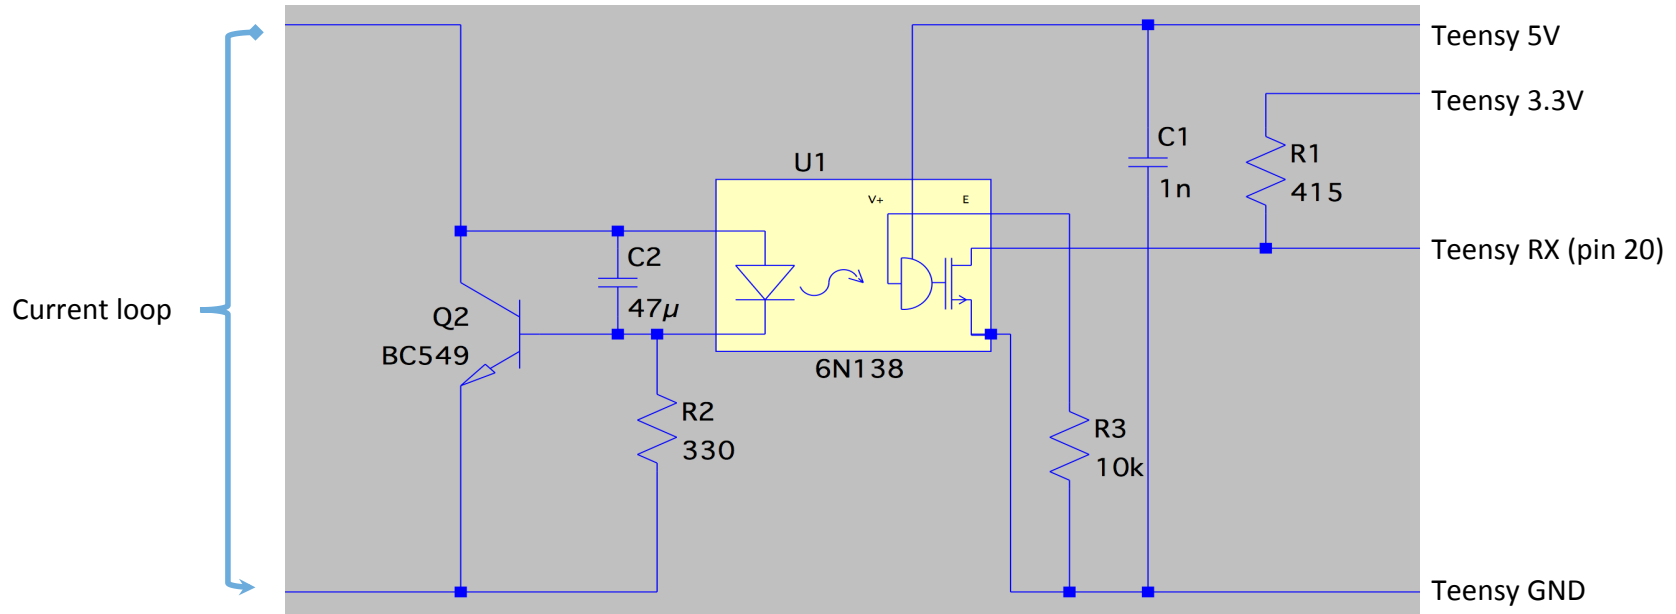 Teensy 5V
Teensy 3.3V
C1
1n
R1
415
U1
V+
E
Teensy RX (pin 20)
C2
47µ
Current loop
Q2
BC549
6N138
R2
330
R3
10k
Teensy GND